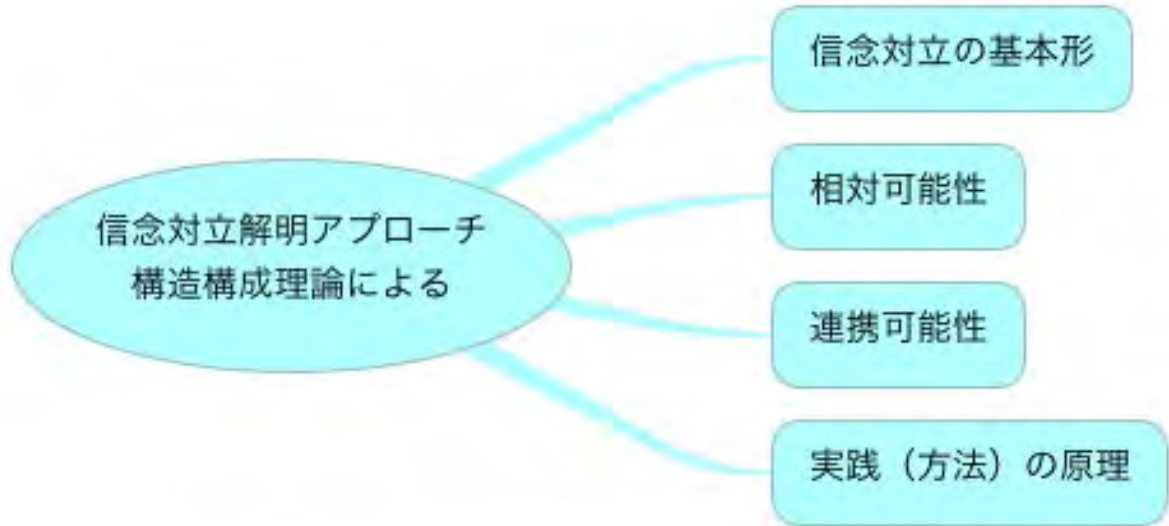 信念対立解明アプローチ
構造構成理論による
信念対立の基本形
相対可能性
連携可能性
実践（方法）の原理